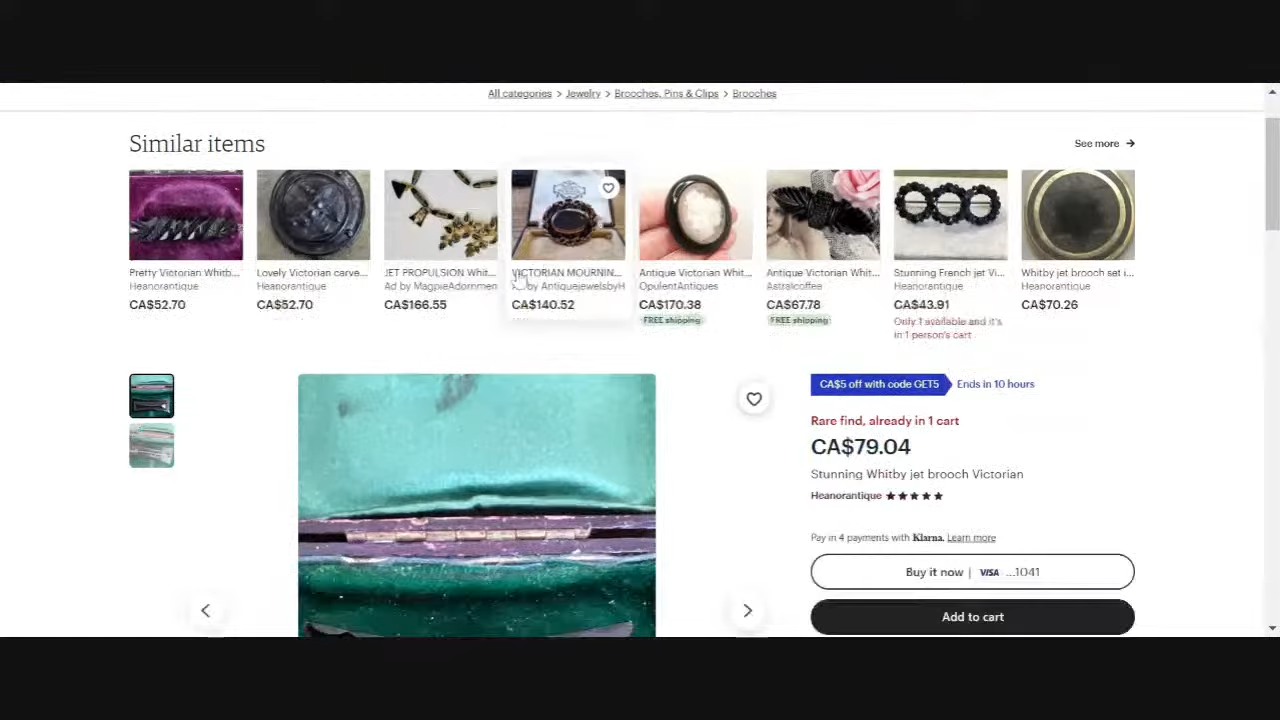 All categories > Jewelry > Brooches, Pins & Clips > Brooches
Similar items
See more →
Pretty Victorian Whitb...
Heanorantique
CA$52.70
Lovely Victorian carve...
Heanorantique
CA$52.70
JET PROPULSION Whit...
Ad by MagpieAdornmen
CA$166.55
VICTORIAN MOURNIN...
by AntiquejewelsbyH
CA$140.52
Antique Victorian Whit...
OpulentAntiques
CA$170.38
FREE shipping
Antique Victorian Whit...
Astralcoffee
CA$67.78
FREE shipping
Stunning French jet Vi...
Heanorantique
CA$43.91
Only 1 available and it's
in 1 person's cart
Whitby jet brooch set i...
Heanorantique
CA$70.26
CA$5 off with code GET5 Ends in 10 hours
Rare find, already in 1 cart
CA$79.04
Stunning Whitby jet brooch Victorian
Heanorantique ★★★★★
Pay in 4 payments with Klarna. Learn more
Buy it now | VISA ...1041
Add to cart